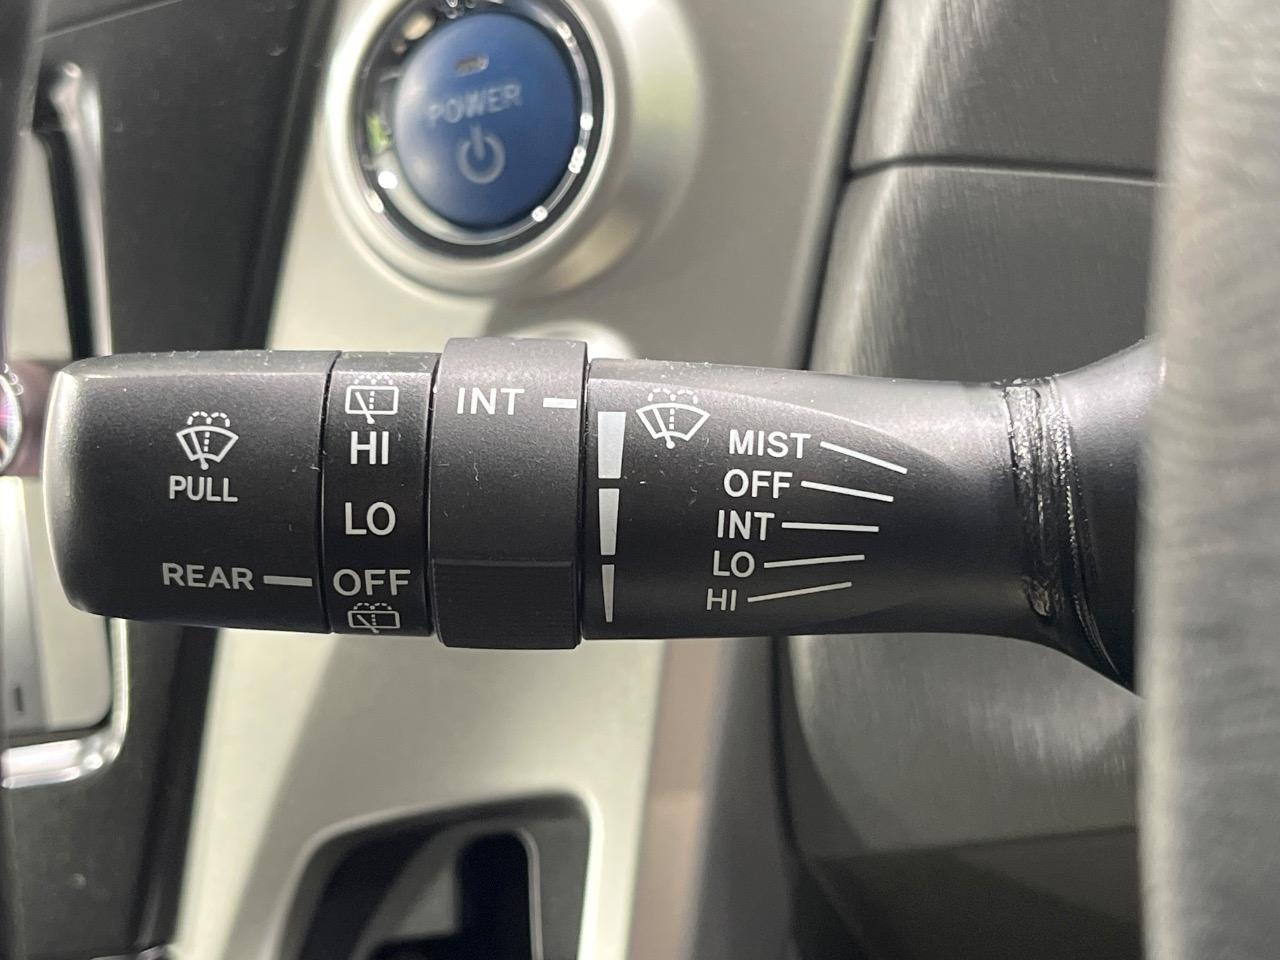 POWER
PULL
REAR
HI
LO
OFF
INT
MIST
OFF
INT
LO
HI